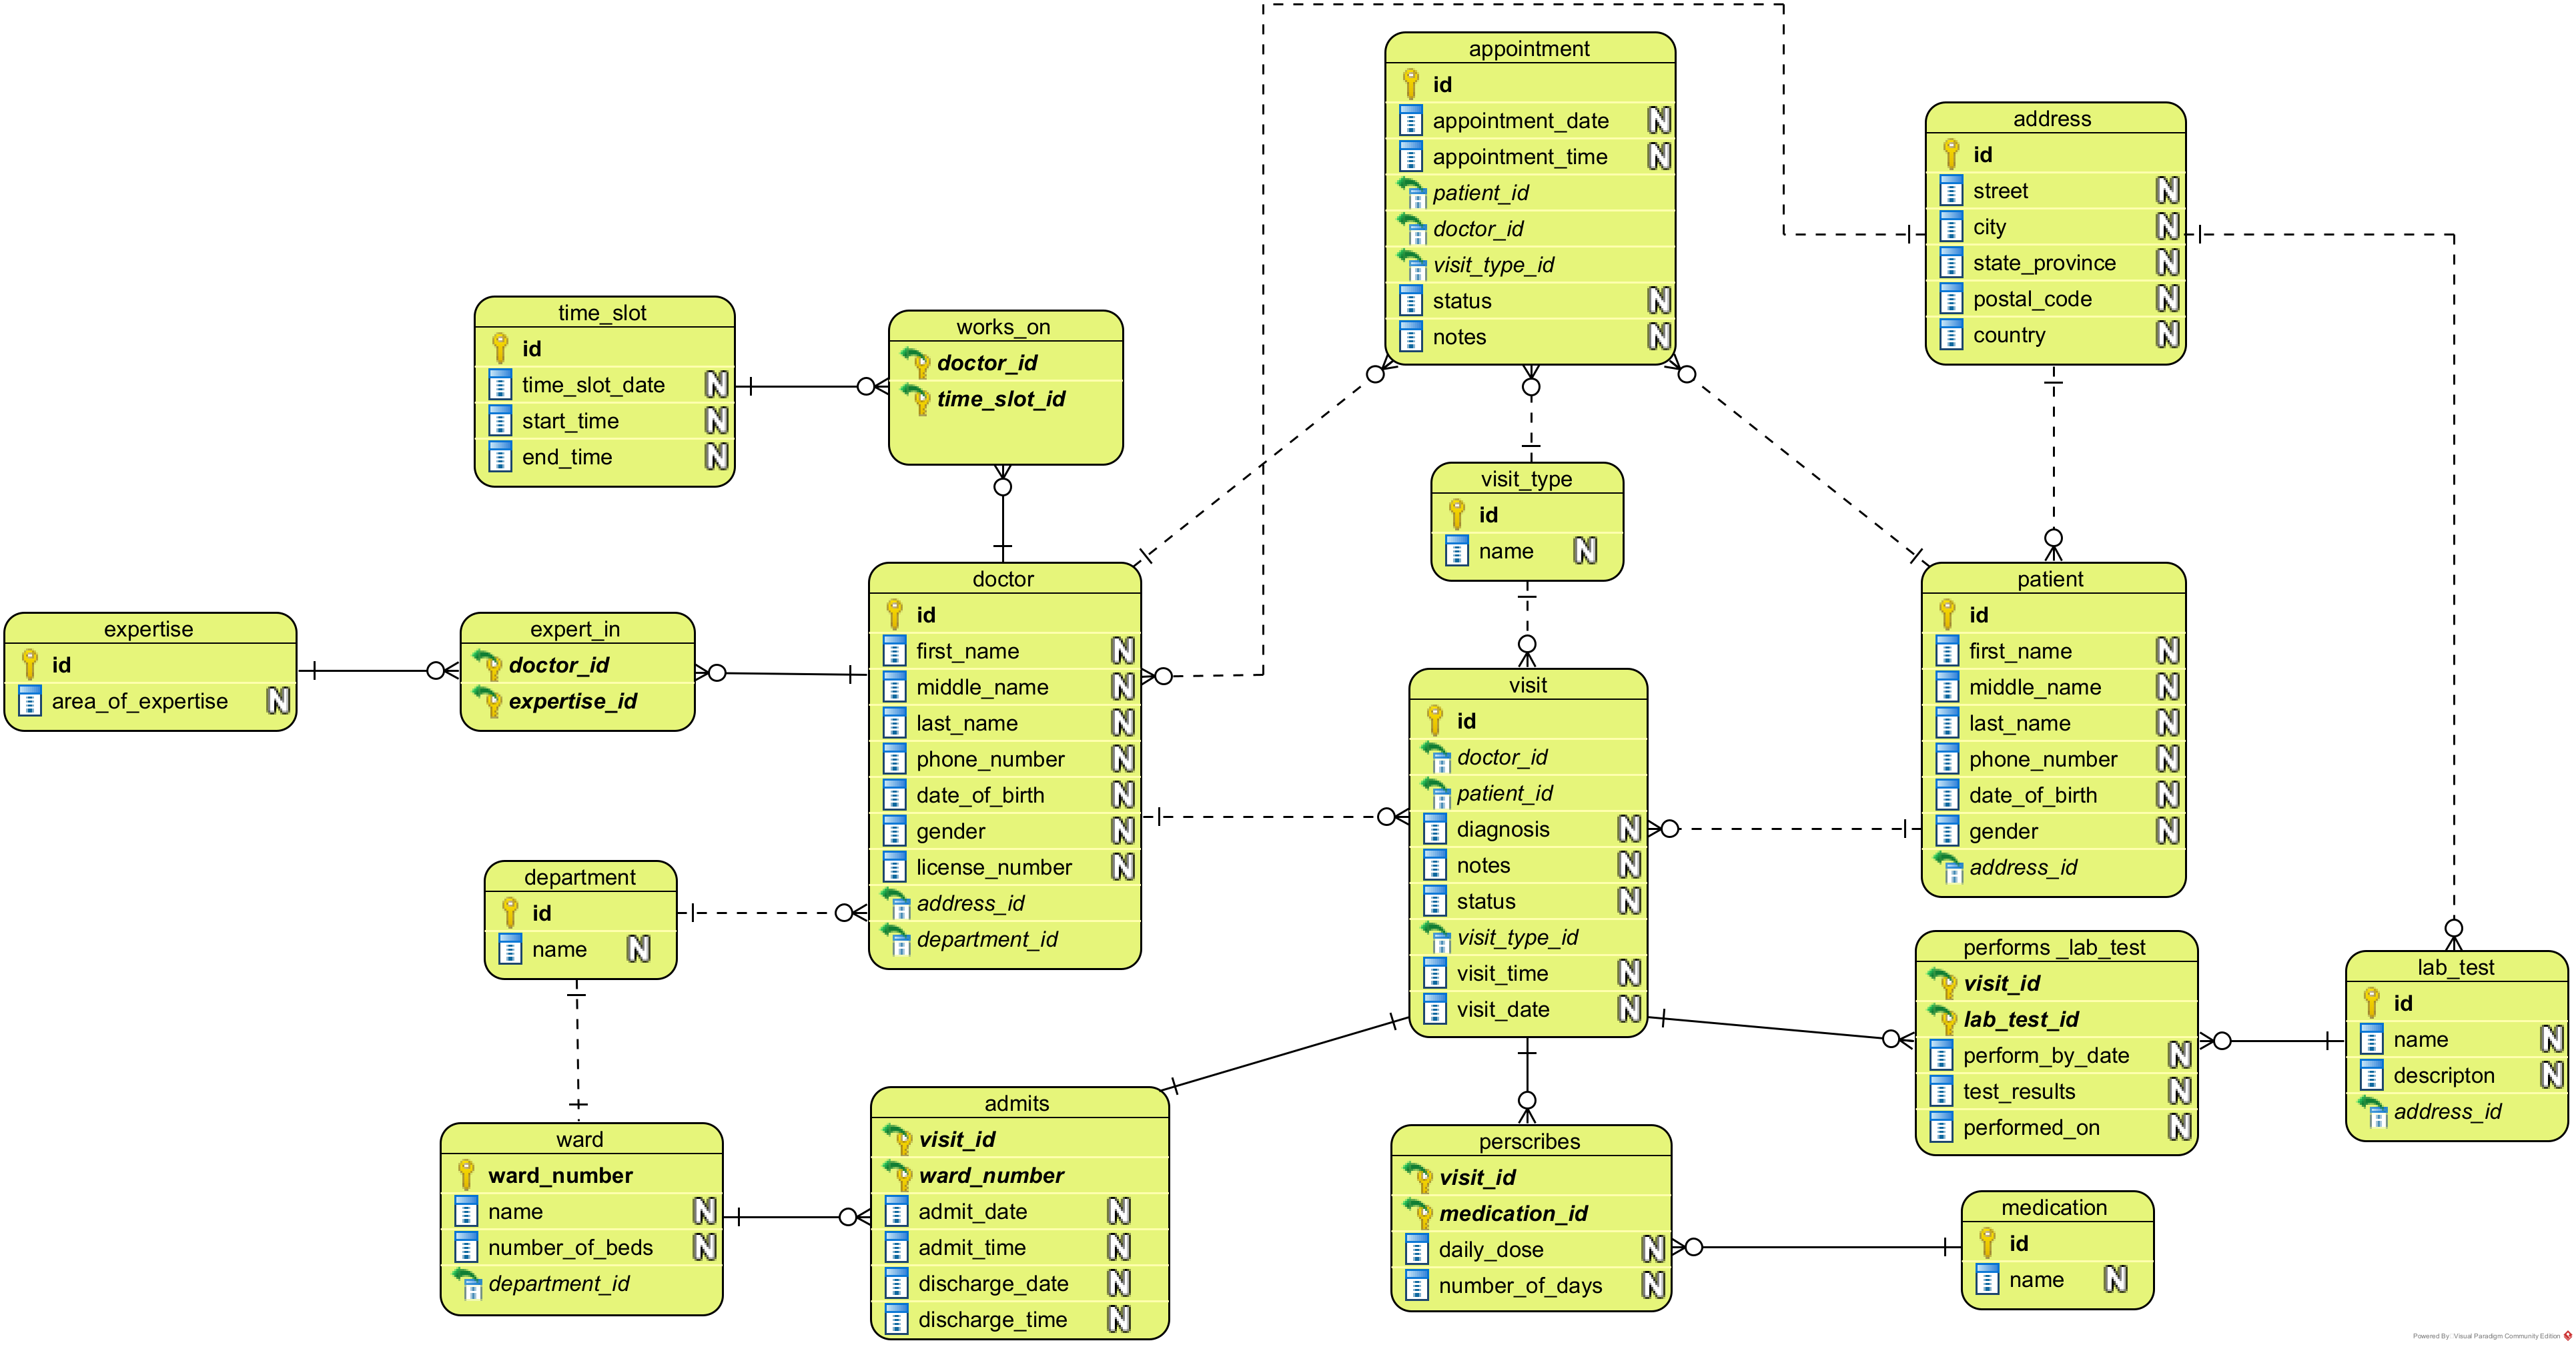 appointment
id
appointment_date N
appointment_time N
patient_id
doctor_id
visit_type_id
status N
notes N
address
id
street N
city N
state_province N
postal_code N
country N
time_slot
id
time_slot_date N
start_time N
end_time N
works_on
doctor_id
time_slot_id
visit_type
id
name N
expertise
id
area_of_expertise N
expert_in
doctor_id
expertise_id
doctor
id
first_name N
middle_name N
last_name N
phone_number N
date_of_birth N
gender N
license_number N
address_id
department_id
patient
id
first_name N
middle_name N
last_name N
phone_number N
date_of_birth N
gender N
address_id
visit
id
doctor_id
patient_id
diagnosis N
notes N
status N
visit_type_id
visit_time N
visit_date N
department
id
name N
performs _lab_test
visit_id
lab_test_id
perform_by_date N
test_results N
performed_on N
lab_test
id
name N
descripton N
address_id
ward
ward_number
name N
number_of_beds N
department_id
admits
visit_id
ward_number
admit_date N
admit_time N
discharge_date N
discharge_time N
perscribes
visit_id
medication_id
daily_dose N
number_of_days N
medication
id
name N
Powered By: Visual Paradigm Community Edition